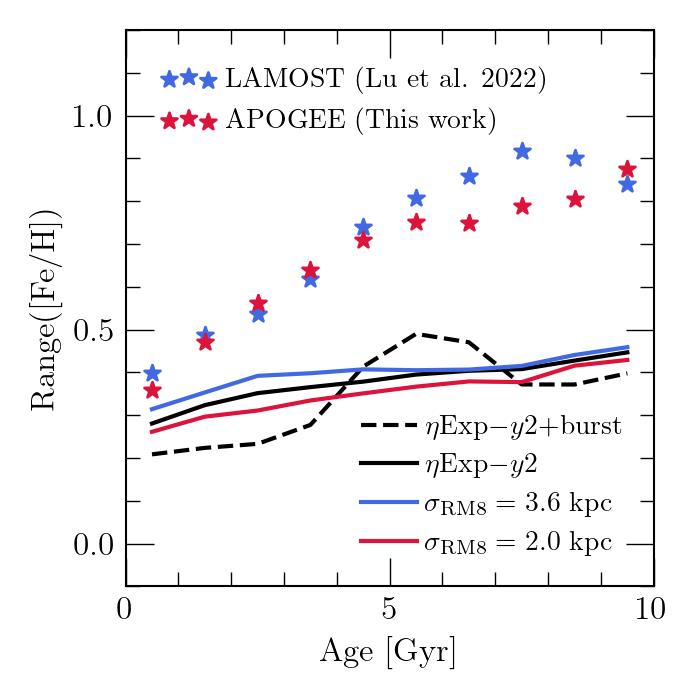 LAMOST (Lu et al. 2022)
APOGEE (This work)
1.0
0.5
0.0
Range([Fe/H])
ηExp−y2+burst
ηExp−y2
σRM8 = 3.6 kpc
σRM8 = 2.0 kpc
0 5 10
Age [Gyr]